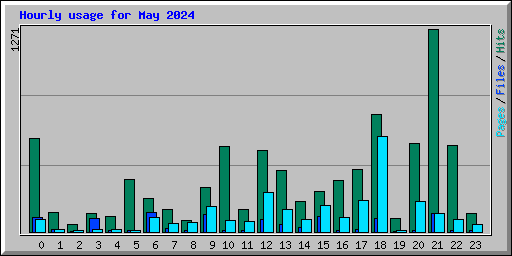 Hourly usage for May 2024
1271
Pages/Files/Hits
0 1 2 3 4 5 6 7 8 9 10 11 12 13 14 15 16 17 18 19 20 21 22 23